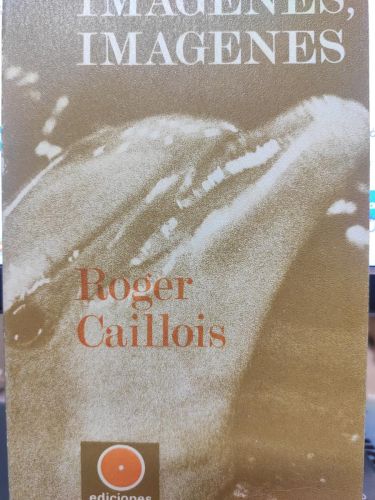 IMAGENES,
IMAGENES
Roger
Caillois
ediciones